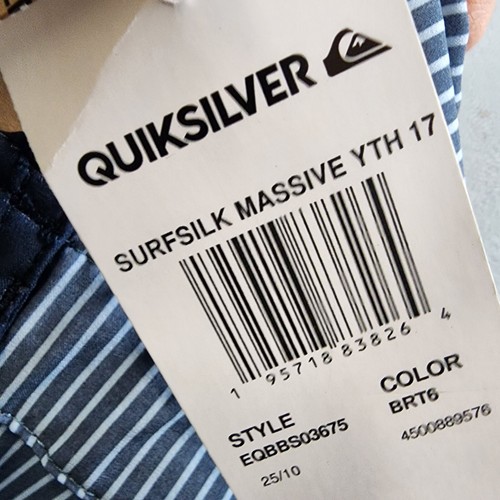 QUIKSILVER
SURFSILK MASSIVE YTH 17
1 95718 83826 4
STYLE
EQBBS03675
25/10
COLOR
BRT6
4500889576